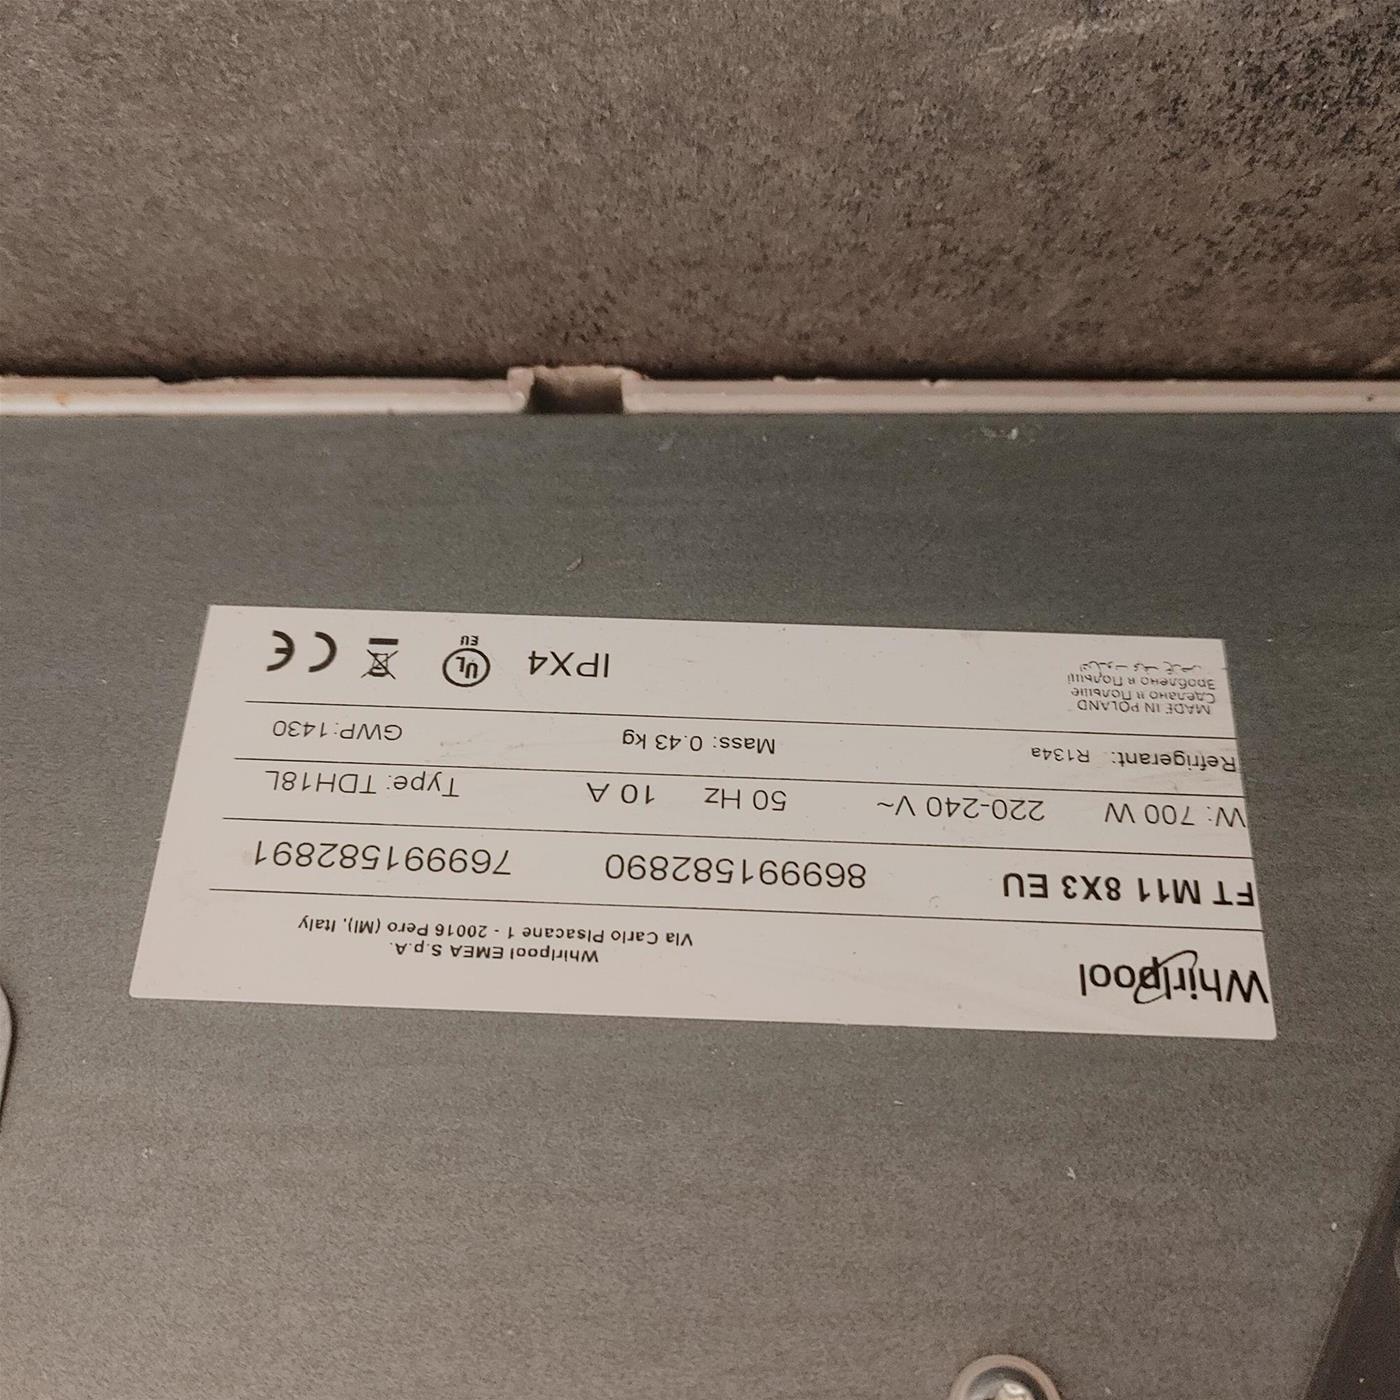 Whirlpool
Whirlpool EMEA S.p.A.
Via Carlo Pisacane 1 - 20016 Pero (MI), Italy
FT M11 8X3 EU 869991582890 769991582891
W: 700 W 220-240 V~ 50 Hz 10 A Type: TDH18L
Refrigerant: R134a Mass: 0.43 kg GWP:1430
MADE IN POLAND
Сделано в Польше
Зроблено в Польщі
IPX4 UL EU CE